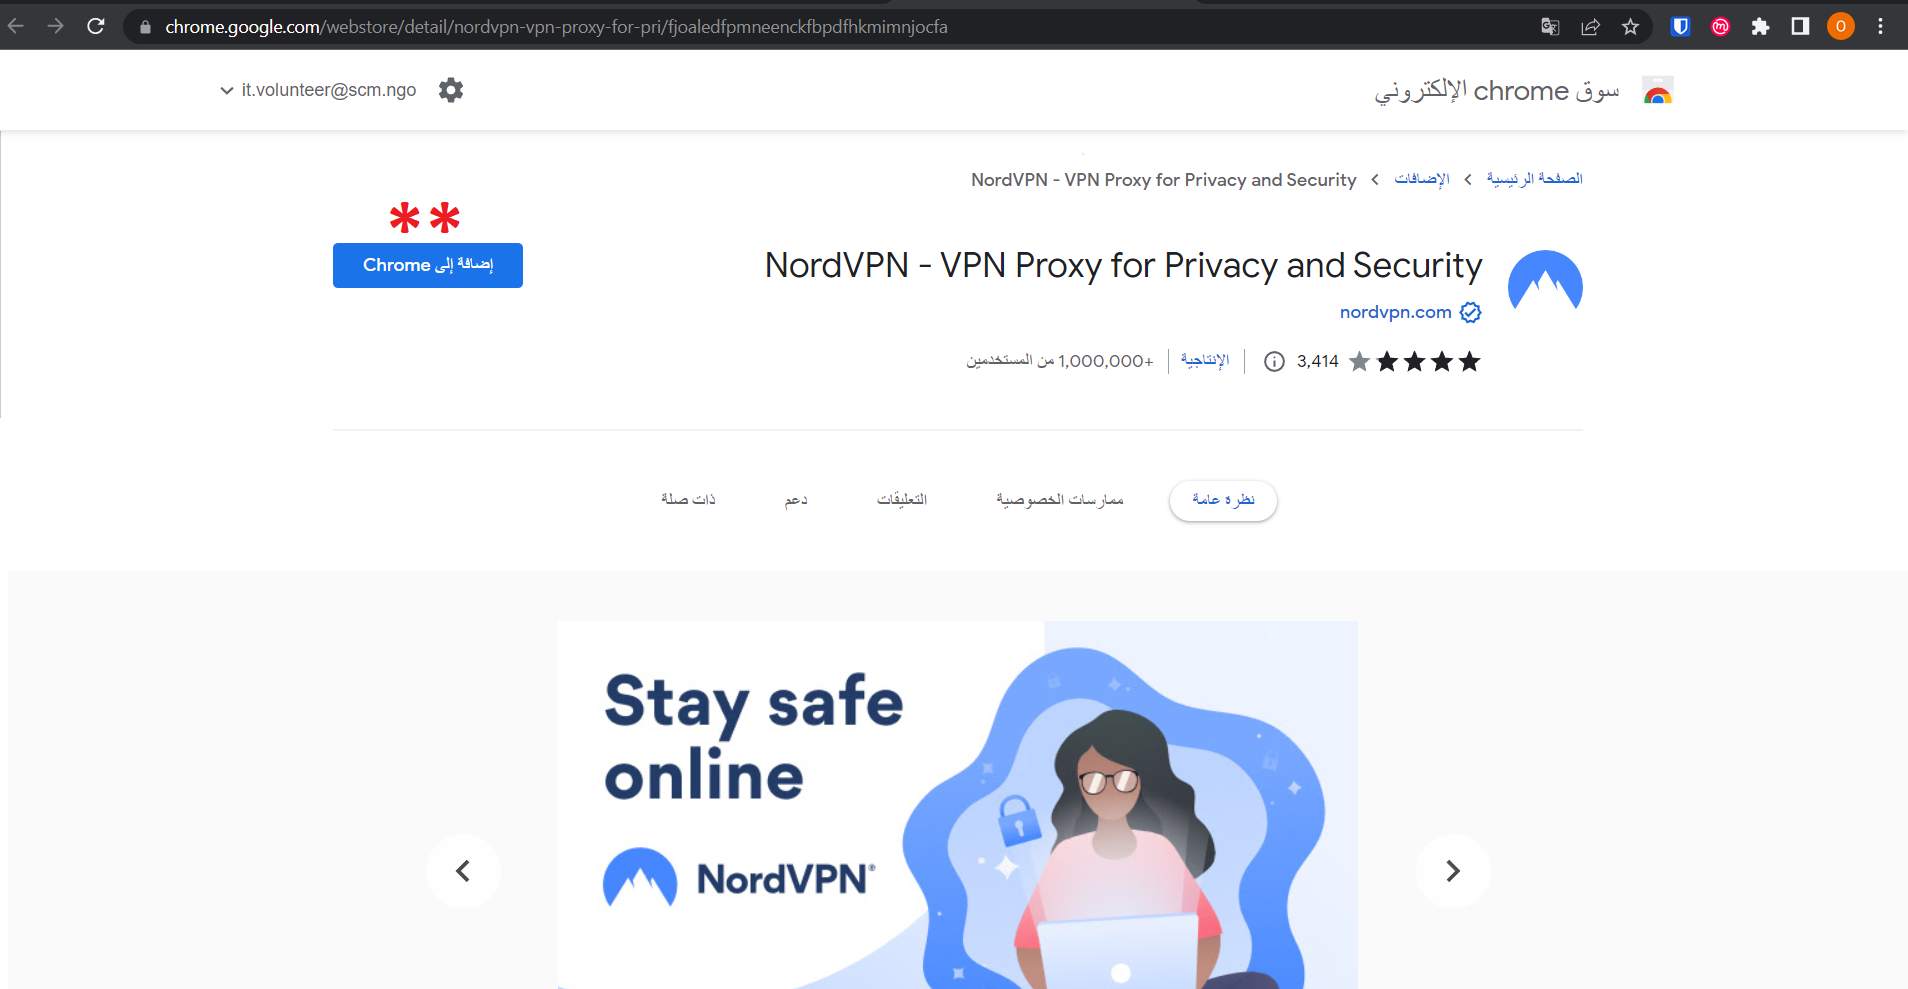 chrome.google.com/webstore/detail/nordvpn-vpn-proxy-for-pri/fjoaledfpmneenckfbpdfhkmimnjocfa
O
سوق chrome الإلكتروني
it.volunteer@scm.ngo
الصفحة الرئيسية
الإضافات
NordVPN - VPN Proxy for Privacy and Security
**
NordVPN - VPN Proxy for Privacy and Security
إضافة إلى Chrome
nordvpn.com
3,414
الإنتاجية
+1,000,000 من المستخدمين
نظرة عامة
ممارسات الخصوصية
التعليقات
دعم
ذات صلة
Stay safe
online
NordVPN®